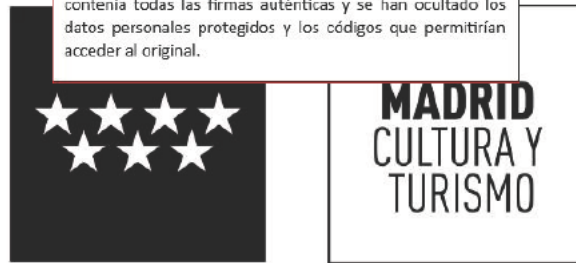 contenía todas las firmas auténticas y se han ocultado los
datos personales protegidos y los códigos que permitirían
acceder al original.
MADRID
CULTURA Y
TURISMO